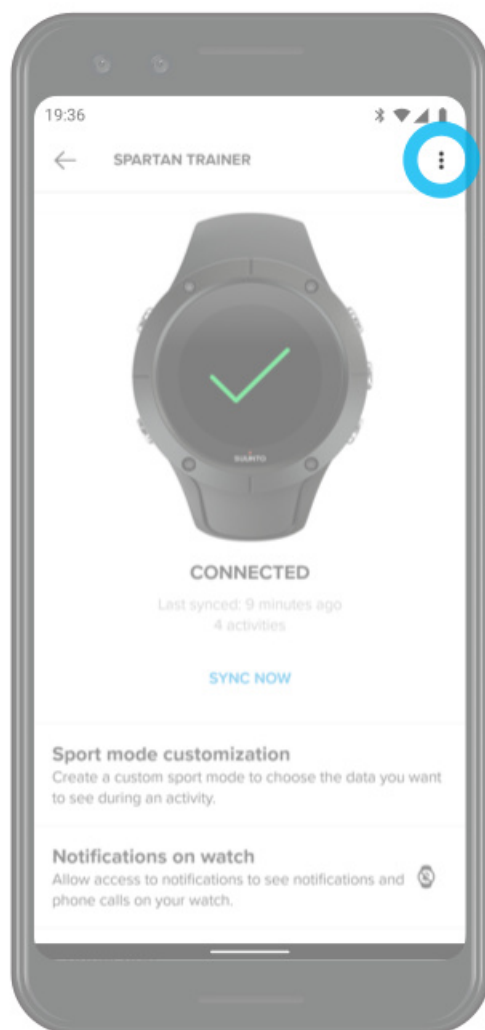 19:36
SPARTAN TRAINER
SUUNTO
CONNECTED
Last synced: 9 minutes ago
4 activities
SYNC NOW
Sport mode customization
Create a custom sport mode to choose the data you want
to see during an activity.
Notifications on watch
Allow access to notifications to see notifications and
phone calls on your watch.